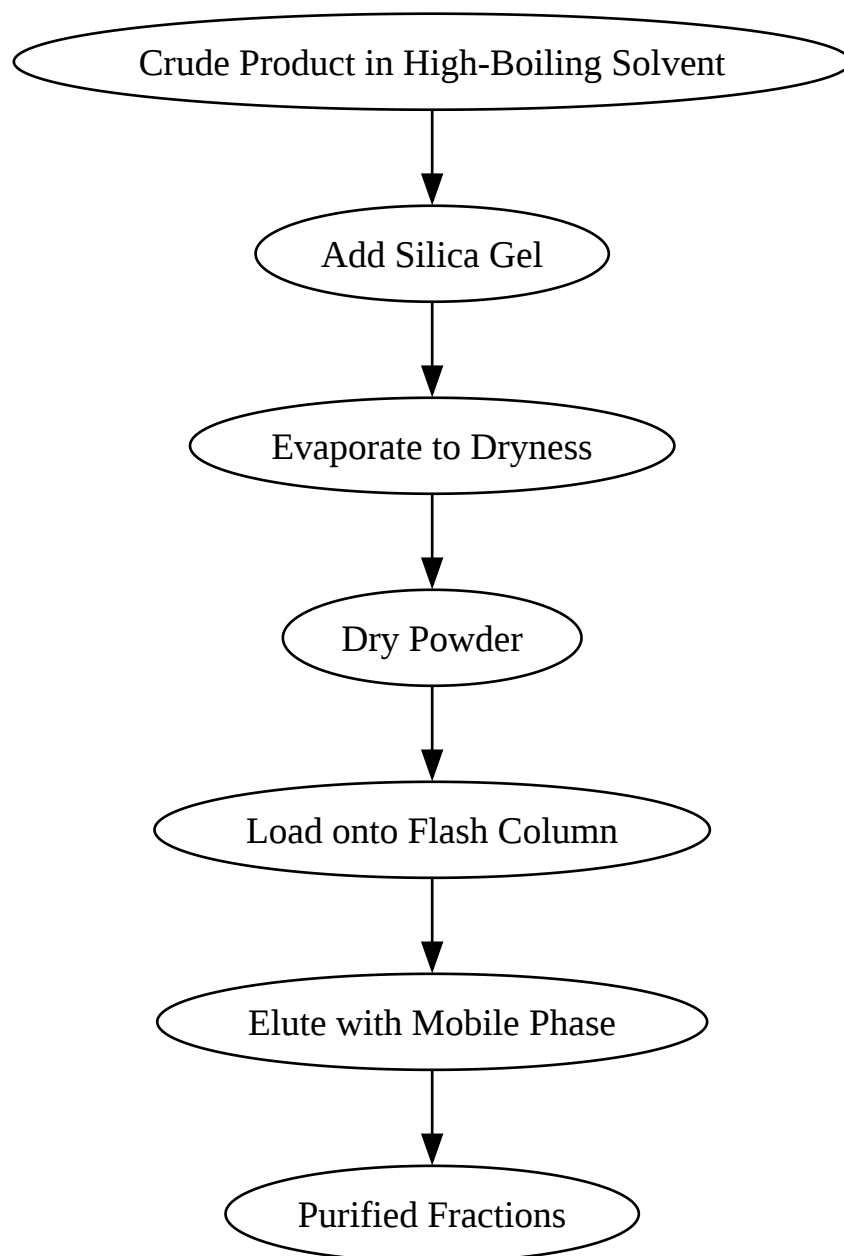 Crude Product in High-Boiling Solvent
Add Silica Gel
Evaporate to Dryness
Dry Powder
Load onto Flash Column
Elute with Mobile Phase
Purified Fractions